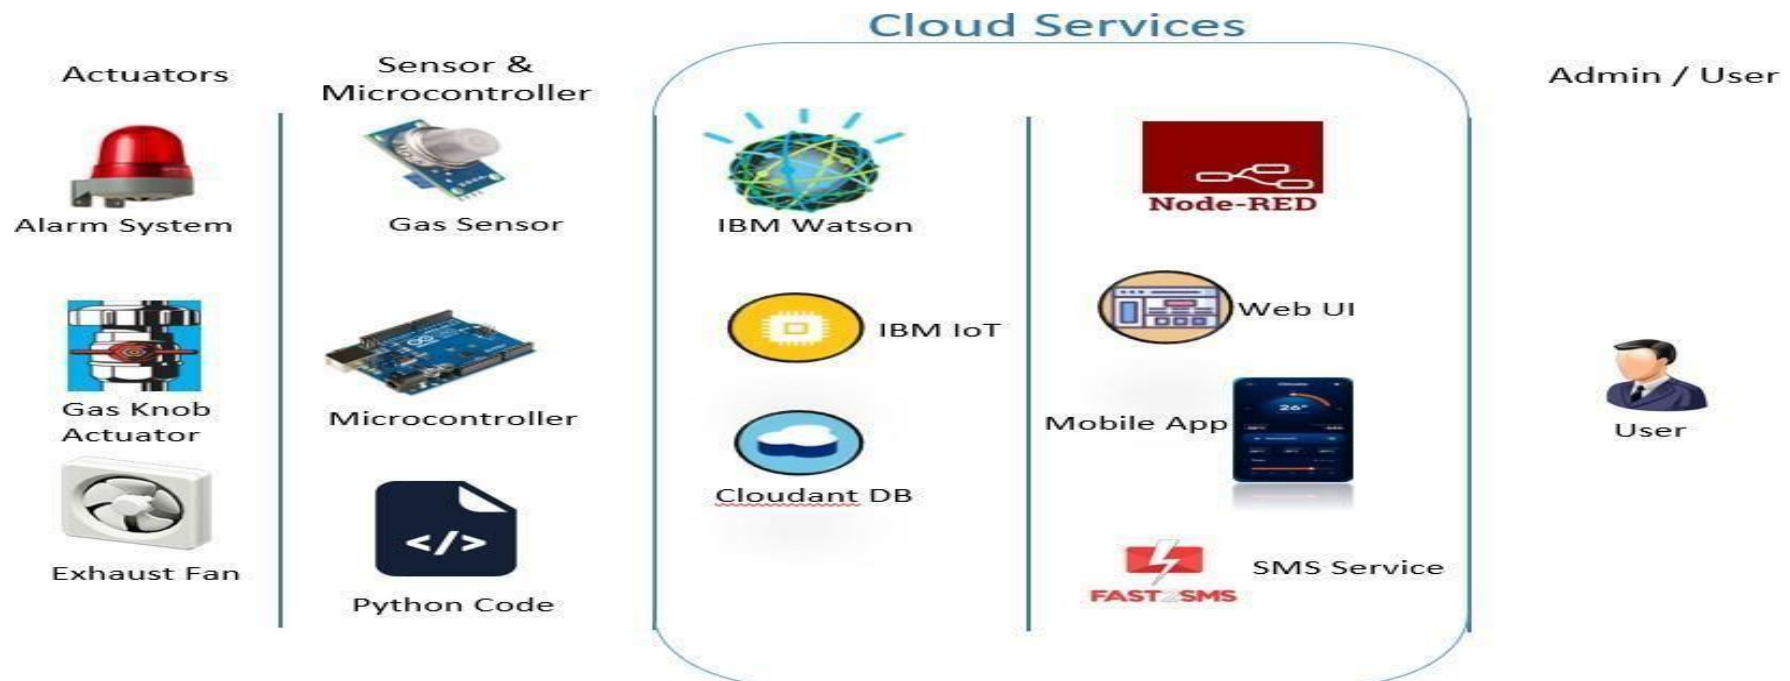 Cloud Services
Actuators
Alarm System
Gas Knob
Actuator
Exhaust Fan
Sensor &
Microcontroller
Gas Sensor
Microcontroller
</>
Python Code
IBM Watson
IBM IoT
Cloudant DB
Node-RED
Web UI
Mobile App
26°
FAST2SMS
SMS Service
Admin / User
User